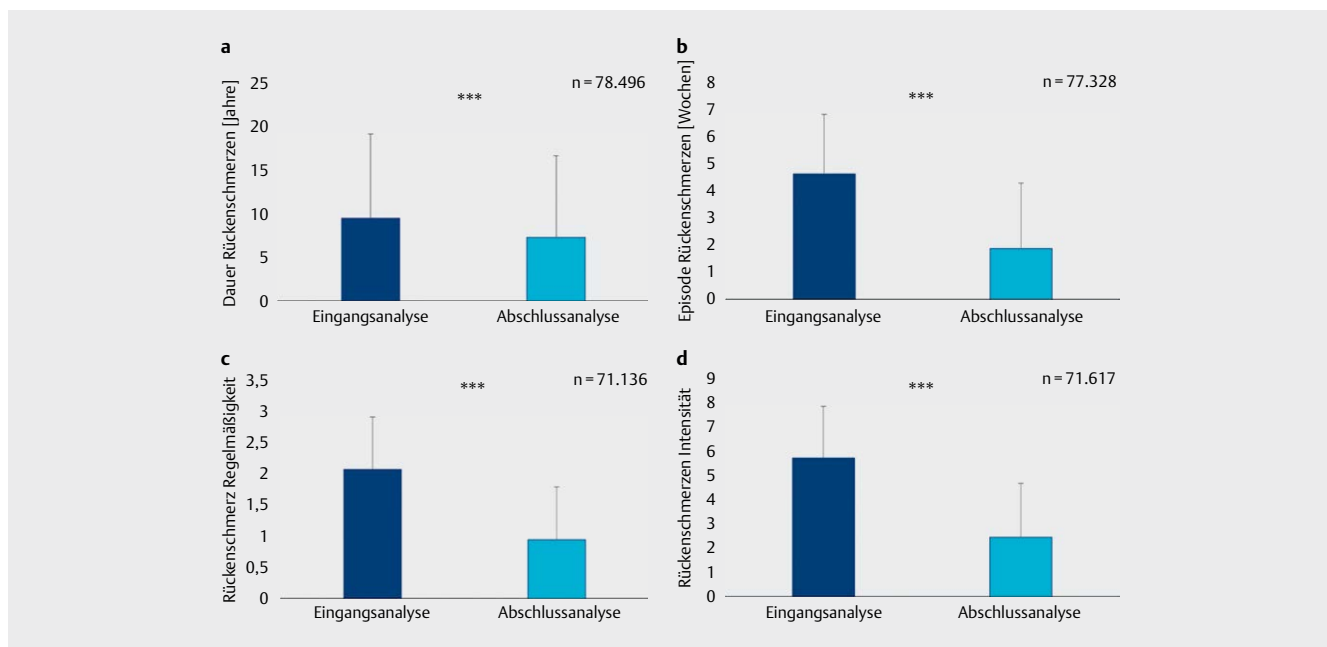 a
Dauer Rückenschmerzen [Jahre]
25
20
15
10
5
0
***
n = 78.496
Eingangsanalyse
Abschlussanalyse
b
Episode Rückenschmerzen [Wochen]
8
7
6
5
4
3
2
1
0
***
n = 77.328
Eingangsanalyse
Abschlussanalyse
c
Rückenschmerz Regelmäßigkeit
3,5
3
2,5
2
1,5
1
0,5
0
***
n = 71.136
Eingangsanalyse
Abschlussanalyse
d
Rückenschmerzen Intensität
9
8
7
6
5
4
3
2
1
0
***
n = 71.617
Eingangsanalyse
Abschlussanalyse